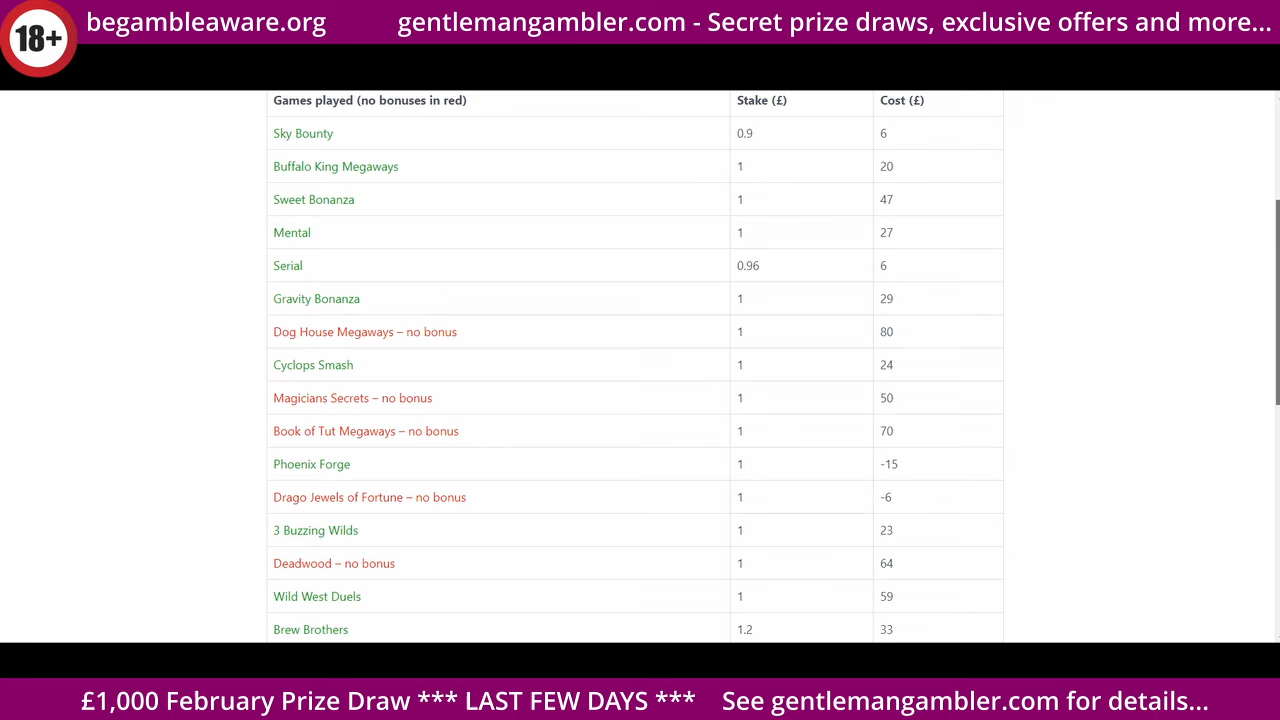 begambleaware.org gentlemangambler.com - Secret prize draws, exclusive offers and more...
18+
Games played (no bonuses in red) Stake (£) Cost (£)
Sky Bounty 0.9 6
Buffalo King Megaways 1 20
Sweet Bonanza 1 47
Mental 1 27
Serial 0.96 6
Gravity Bonanza 1 29
Dog House Megaways – no bonus 1 80
Cyclops Smash 1 24
Magicians Secrets – no bonus 1 50
Book of Tut Megaways – no bonus 1 70
Phoenix Forge 1 -15
Drago Jewels of Fortune – no bonus 1 -6
3 Buzzing Wilds 1 23
Deadwood – no bonus 1 64
Wild West Duels 1 59
Brew Brothers 1.2 33
£1,000 February Prize Draw *** LAST FEW DAYS *** See gentlemangambler.com for details...